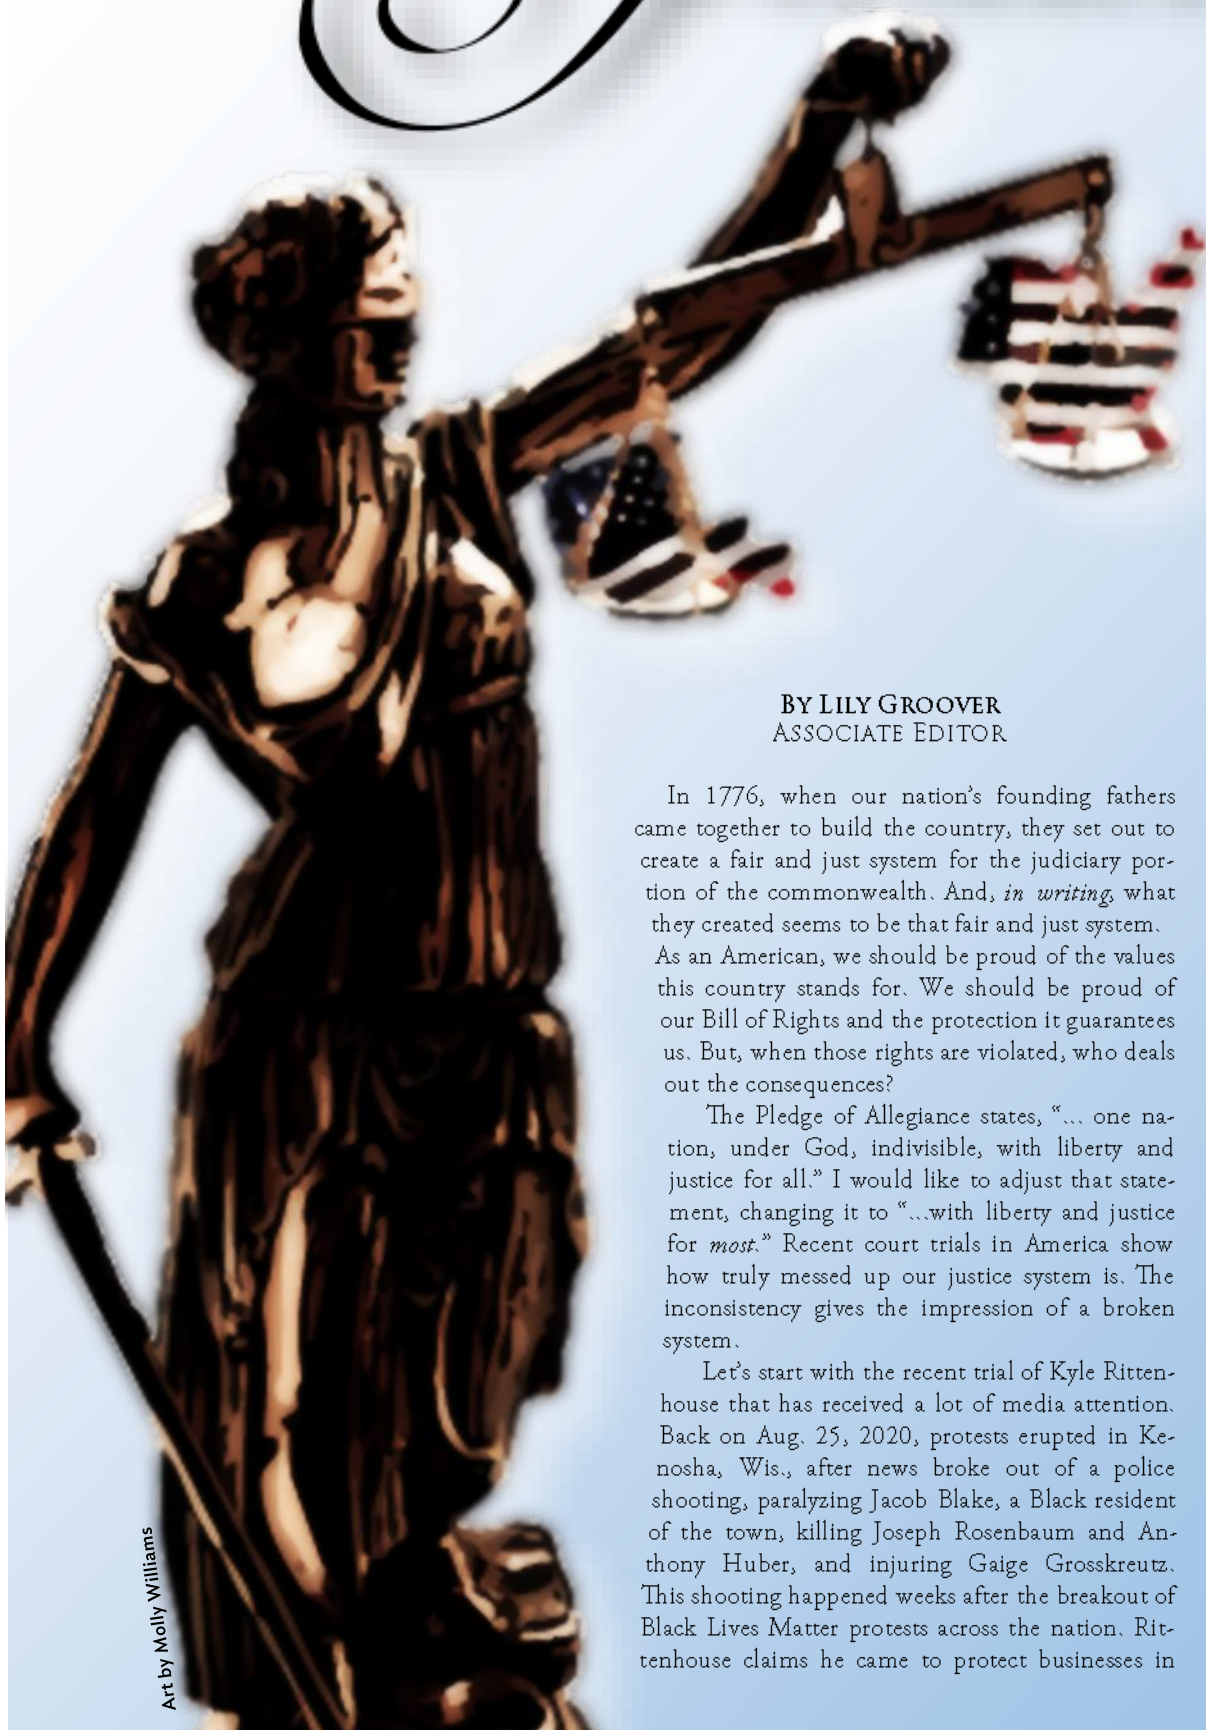 By Lily Groover
Associate Editor
In 1776, when our nation’s founding fathers
came together to build the country, they set out to
create a fair and just system for the judiciary por-
tion of the commonwealth. And, in writing, what
they created seems to be that fair and just system.
As an American, we should be proud of the values
this country stands for. We should be proud of
our Bill of Rights and the protection it guarantees
us. But, when those rights are violated, who deals
out the consequences?
The Pledge of Allegiance states, “... one na-
tion, under God, indivisible, with liberty and
justice for all.” I would like to adjust that state-
ment, changing it to “...with liberty and justice
for most.” Recent court trials in America show
how truly messed up our justice system is. The
inconsistency gives the impression of a broken
system.
Let’s start with the recent trial of Kyle Ritten-
house that has received a lot of media attention.
Back on Aug. 25, 2020, protests erupted in Ke-
nosha, Wis., after news broke out of a police
shooting, paralyzing Jacob Blake, a Black resident
of the town, killing Joseph Rosenbaum and An-
thony Huber, and injuring Gaige Grosskreutz.
This shooting happened weeks after the breakout of
Black Lives Matter protests across the nation. Rit-
tenhouse claims he came to protect businesses in
Art by Molly Williams